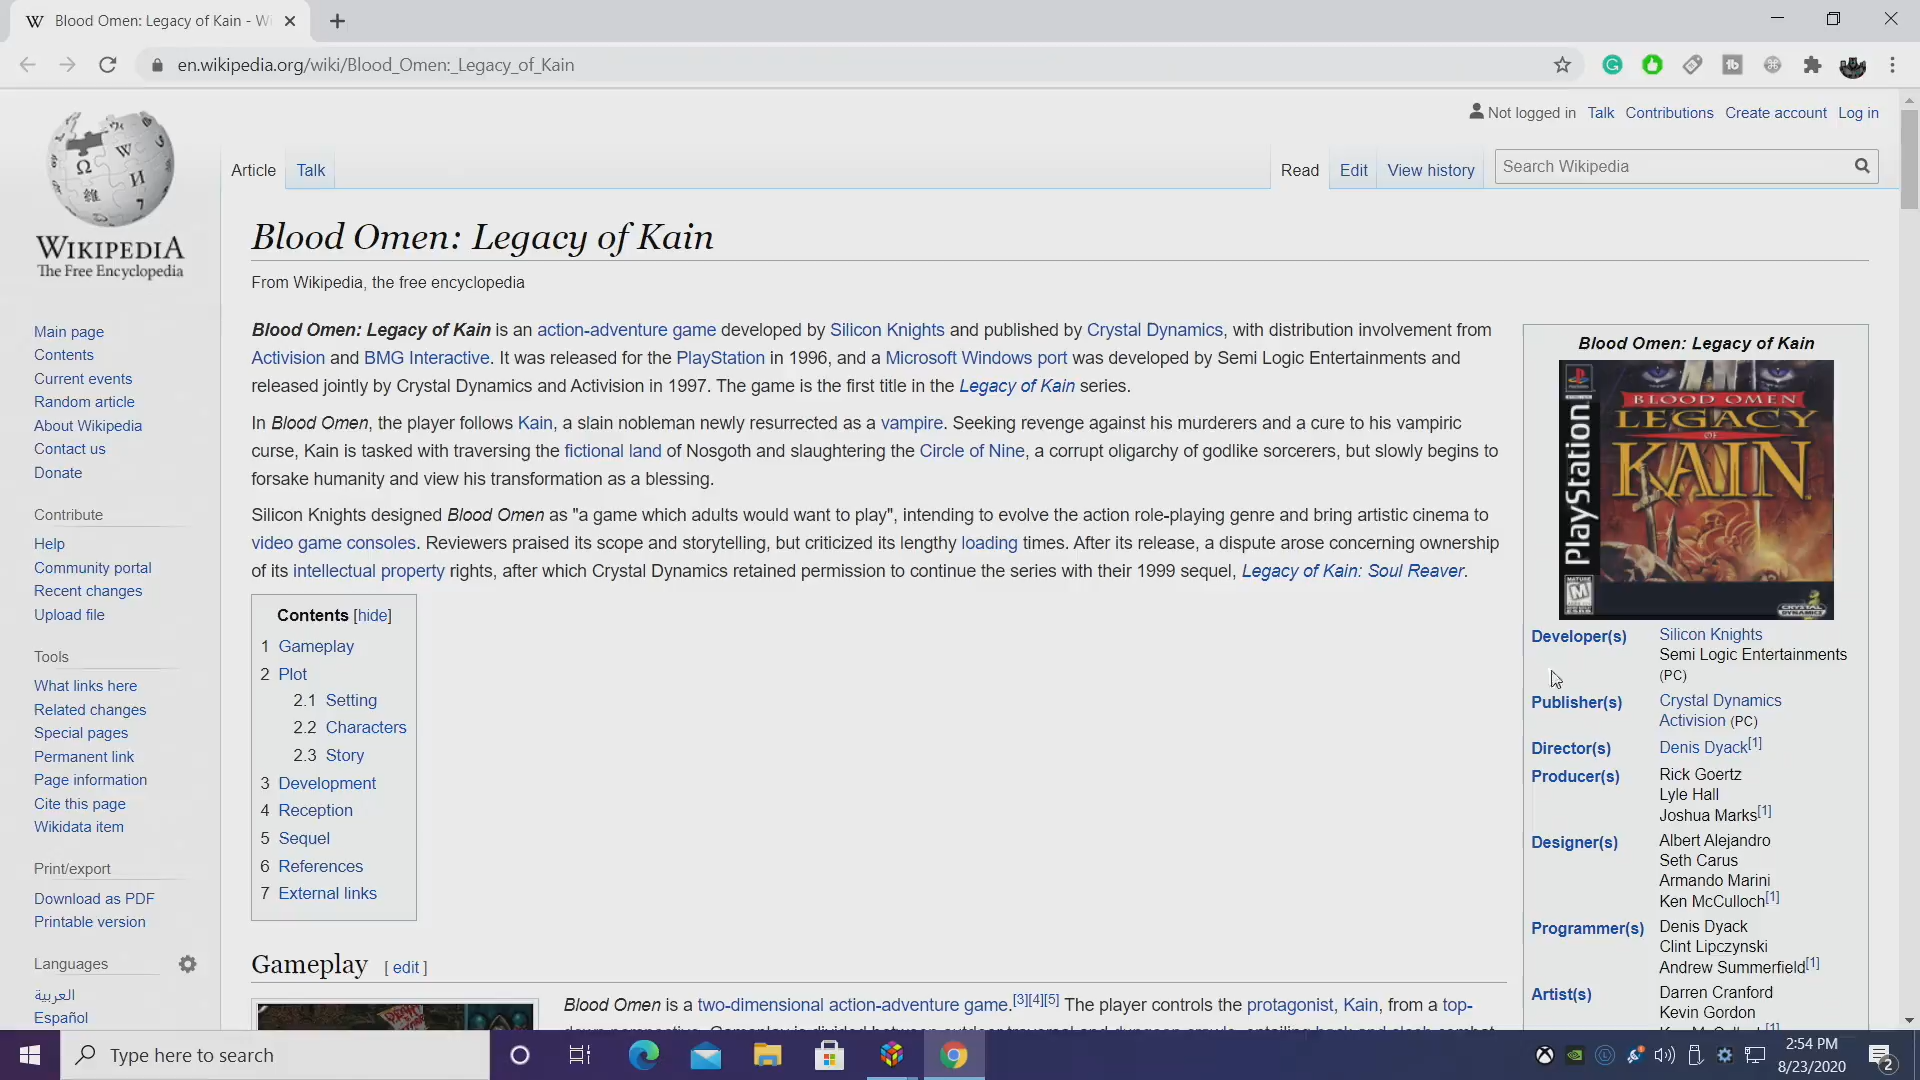 Blood Omen: Legacy of Kain - Wi
en.wikipedia.org/wiki/Blood_Omen:_Legacy_of_Kain
Not logged in Talk Contributions Create account Log in
Article Talk Read Edit View history Search Wikipedia
WIKIPEDIA
The Free Encyclopedia
Main page
Contents
Current events
Random article
About Wikipedia
Contact us
Donate
Contribute
Help
Community portal
Recent changes
Upload file
Tools
What links here
Related changes
Special pages
Permanent link
Page information
Cite this page
Wikidata item
Print/export
Download as PDF
Printable version
Languages
العربية
Español
Blood Omen: Legacy of Kain
From Wikipedia, the free encyclopedia
Blood Omen: Legacy of Kain is an action-adventure game developed by Silicon Knights and published by Crystal Dynamics, with distribution involvement from
Activision and BMG Interactive. It was released for the PlayStation in 1996, and a Microsoft Windows port was developed by Semi Logic Entertainments and
released jointly by Crystal Dynamics and Activision in 1997. The game is the first title in the Legacy of Kain series.
In Blood Omen, the player follows Kain, a slain nobleman newly resurrected as a vampire. Seeking revenge against his murderers and a cure to his vampiric
curse, Kain is tasked with traversing the fictional land of Nosgoth and slaughtering the Circle of Nine, a corrupt oligarchy of godlike sorcerers, but slowly begins to
forsake humanity and view his transformation as a blessing.
Silicon Knights designed Blood Omen as "a game which adults would want to play", intending to evolve the action role-playing genre and bring artistic cinema to
video game consoles. Reviewers praised its scope and storytelling, but criticized its lengthy loading times. After its release, a dispute arose concerning ownership
of its intellectual property rights, after which Crystal Dynamics retained permission to continue the series with their 1999 sequel, Legacy of Kain: Soul Reaver.
Contents [hide]
1 Gameplay
2 Plot
2.1 Setting
2.2 Characters
2.3 Story
3 Development
4 Reception
5 Sequel
6 References
7 External links
Gameplay [ edit ]
Blood Omen is a two-dimensional action-adventure game.[3][4][5] The player controls the protagonist, Kain, from a top-
Blood Omen: Legacy of Kain
PlayStation
BLOOD OMEN
LEGACY
OF
KAIN
MATURE
M
ESRB
CRYSTAL
DYNAMICS
Developer(s) Silicon Knights
Semi Logic Entertainments
(PC)
Publisher(s) Crystal Dynamics
Activision (PC)
Director(s) Denis Dyack[1]
Producer(s) Rick Goertz
Lyle Hall
Joshua Marks[1]
Designer(s) Albert Alejandro
Seth Carus
Armando Marini
Ken McCulloch[1]
Programmer(s) Denis Dyack
Clint Lipczynski
Andrew Summerfield[1]
Artist(s) Darren Cranford
Kevin Gordon
Type here to search
2:54 PM
8/23/2020
2